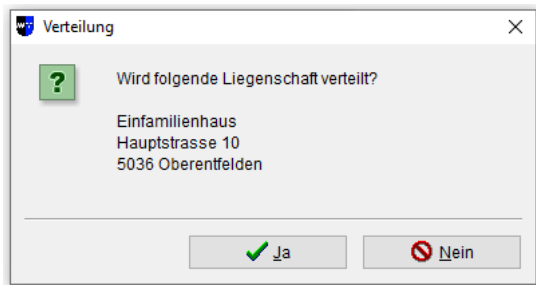 Verteilung
Wird folgende Liegenschaft verteilt?
Einfamilienhaus
Hauptstrasse 10
5036 Oberentfelden
Ja
Nein